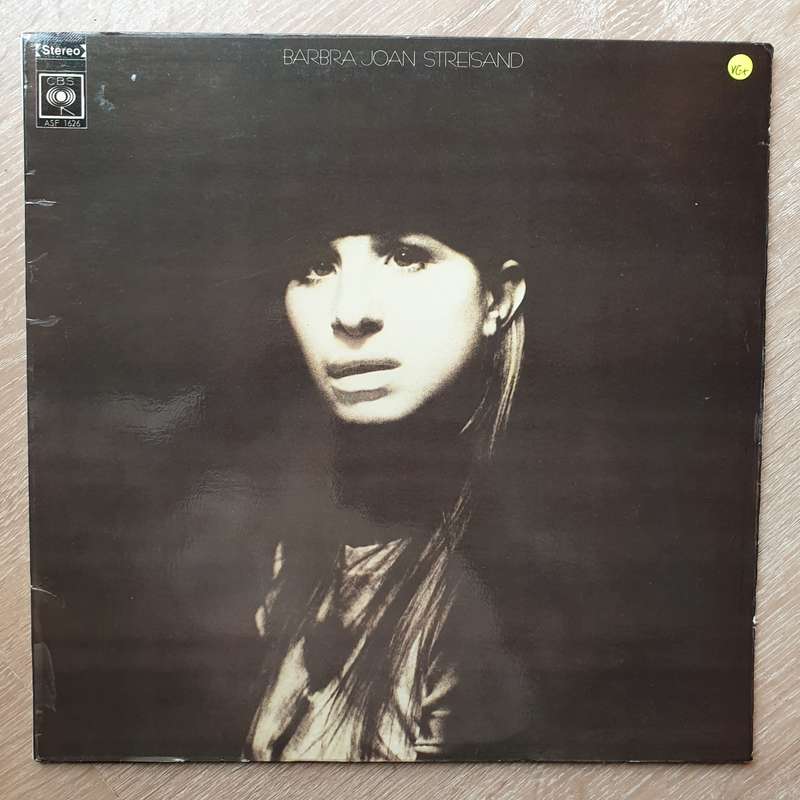 Stereo
BARBRA JOAN STREISAND
VG+
CBS
ASF 1626